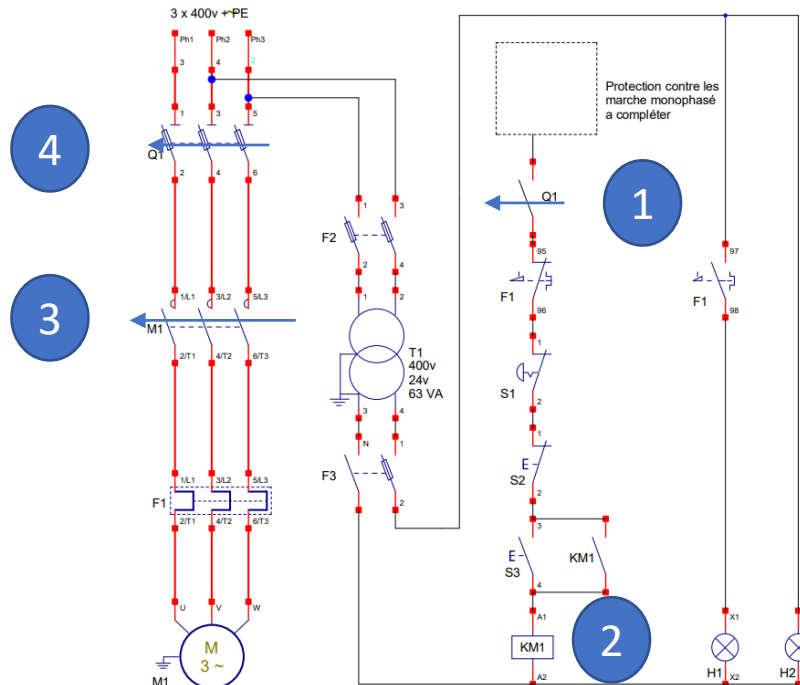 3 x 400v + PE
Ph1
Ph2
Ph3
3
4
2
1
3
5
Q1
2
4
6
4
Protection contre les
marche monophasé
a compléter
Q1
1
1
3
F2
2
4
1
2
95
F1
96
97
F1
98
3
1/L1
3/L2
5/L3
M1
2/T1
4/T2
6/T3
T1
400v
24v
63 VA
3
4
1
S1
2
N
1
F3
2
1
E
S2
2
1/L1
3/L2
5/L3
F1
2/T1
4/T2
6/T3
3
E
S3
4
KM1
U
V
W
M
3 ~
M1
A1
KM1
A2
2
X1
H1
X2
H2